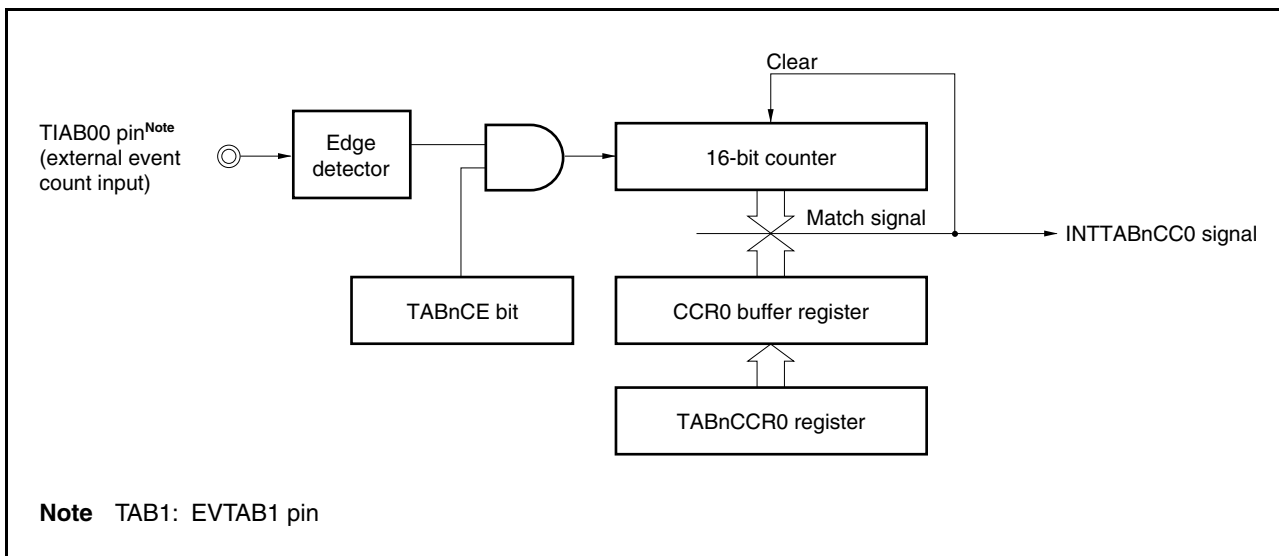 Clear
TIAB00 pinNote
(external event
count input)
Edge
detector
16-bit counter
Match signal
INTTABnCC0 signal
TABnCE bit
CCR0 buffer register
TABnCCR0 register
Note TAB1: EVTAB1 pin